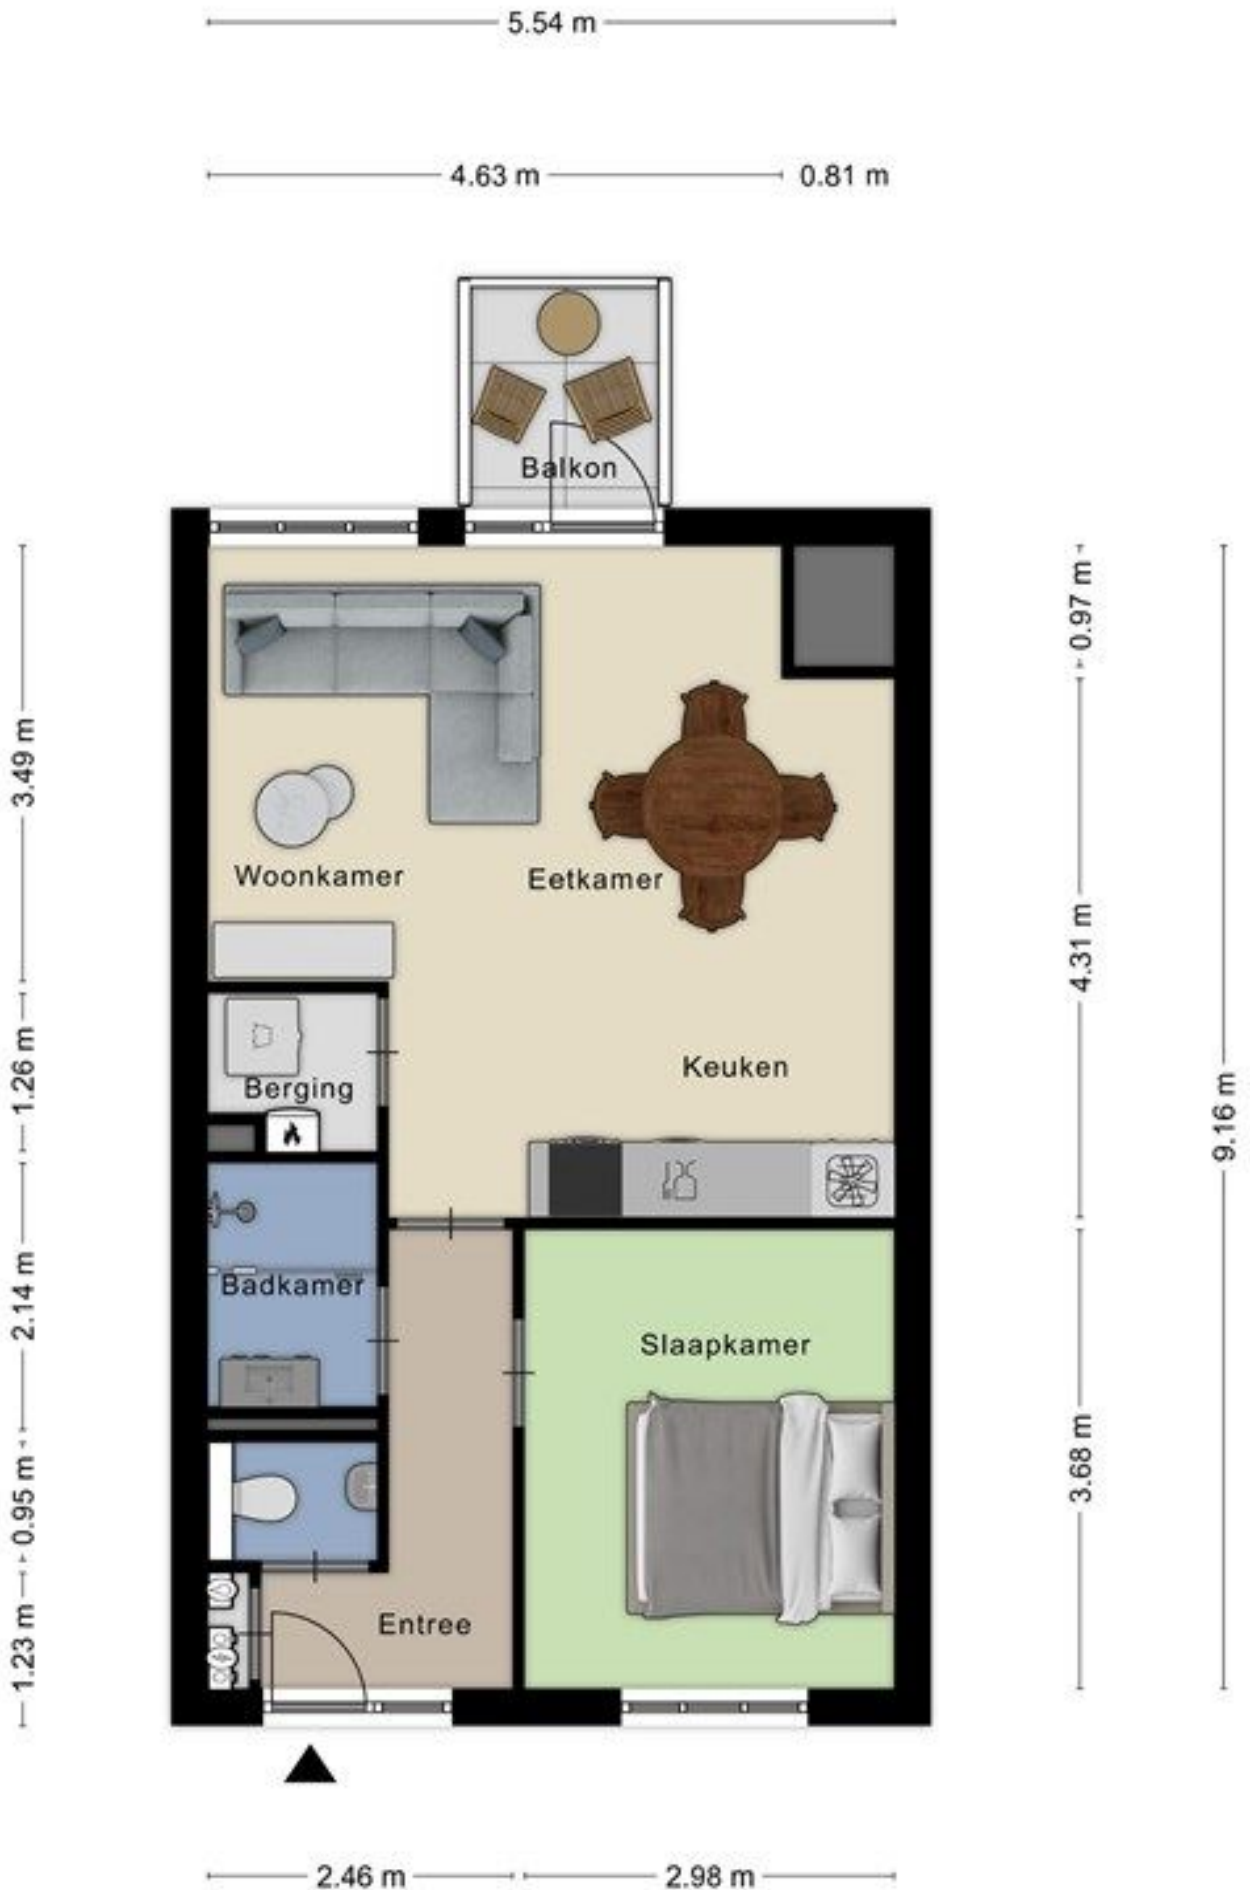 5.54 m
4.63 m
0.81 m
Balkon
0.97 m
3.49 m
Woonkamer
Eetkamer
4.31 m
1.26 m
Berging
Keuken
9.16 m
2.14 m
Badkamer
Slaapkamer
3.68 m
0.95 m
1.23 m
Entree
2.46 m
2.98 m